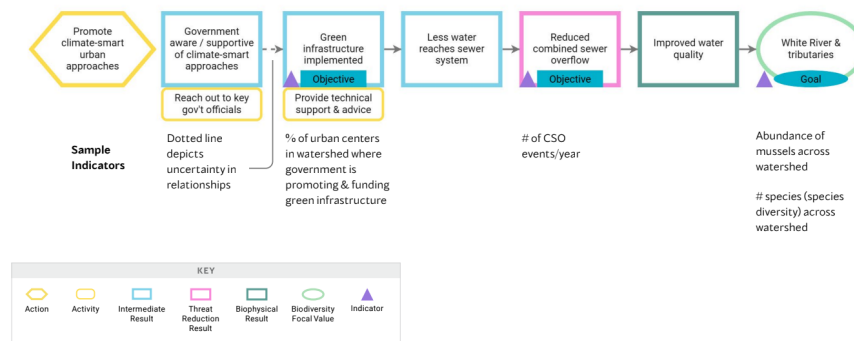 Promote
climate-smart
urban
approaches
Government
aware / supportive
of climate-smart
approaches
Reach out to key
gov't officials
Green
infrastructure
implemented
Objective
Provide technical
support & advice
Less water
reaches sewer
system
Reduced
combined sewer
overflow
Objective
Improved water
quality
White River &
tributaries
Goal
Sample
Indicators
Dotted line
depicts
uncertainty in
relationships
% of urban centers
in watershed where
government is
promoting & funding
green infrastructure
# of CSO
events/year
Abundance of
mussels across
watershed
# species (species
diversity) across
watershed
KEY
Action
Activity
Intermediate
Result
Threat
Reduction
Result
Biophysical
Result
Biodiversity
Focal Value
Indicator